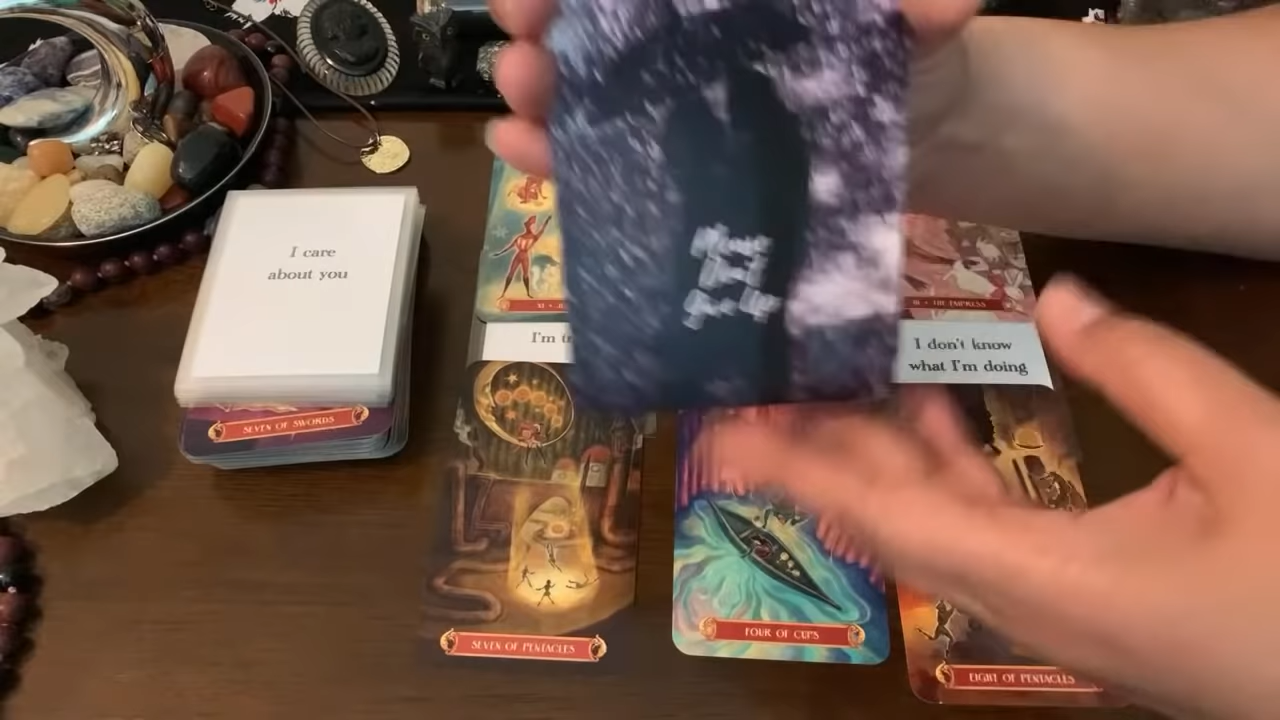 I care
about you
SEVEN OF SWORDS
I'm
III • THE EMPRESS
I don't know
what I'm doing
SEVEN OF PENTACLES
FOUR OF CUPS
EIGHT OF PENTACLES